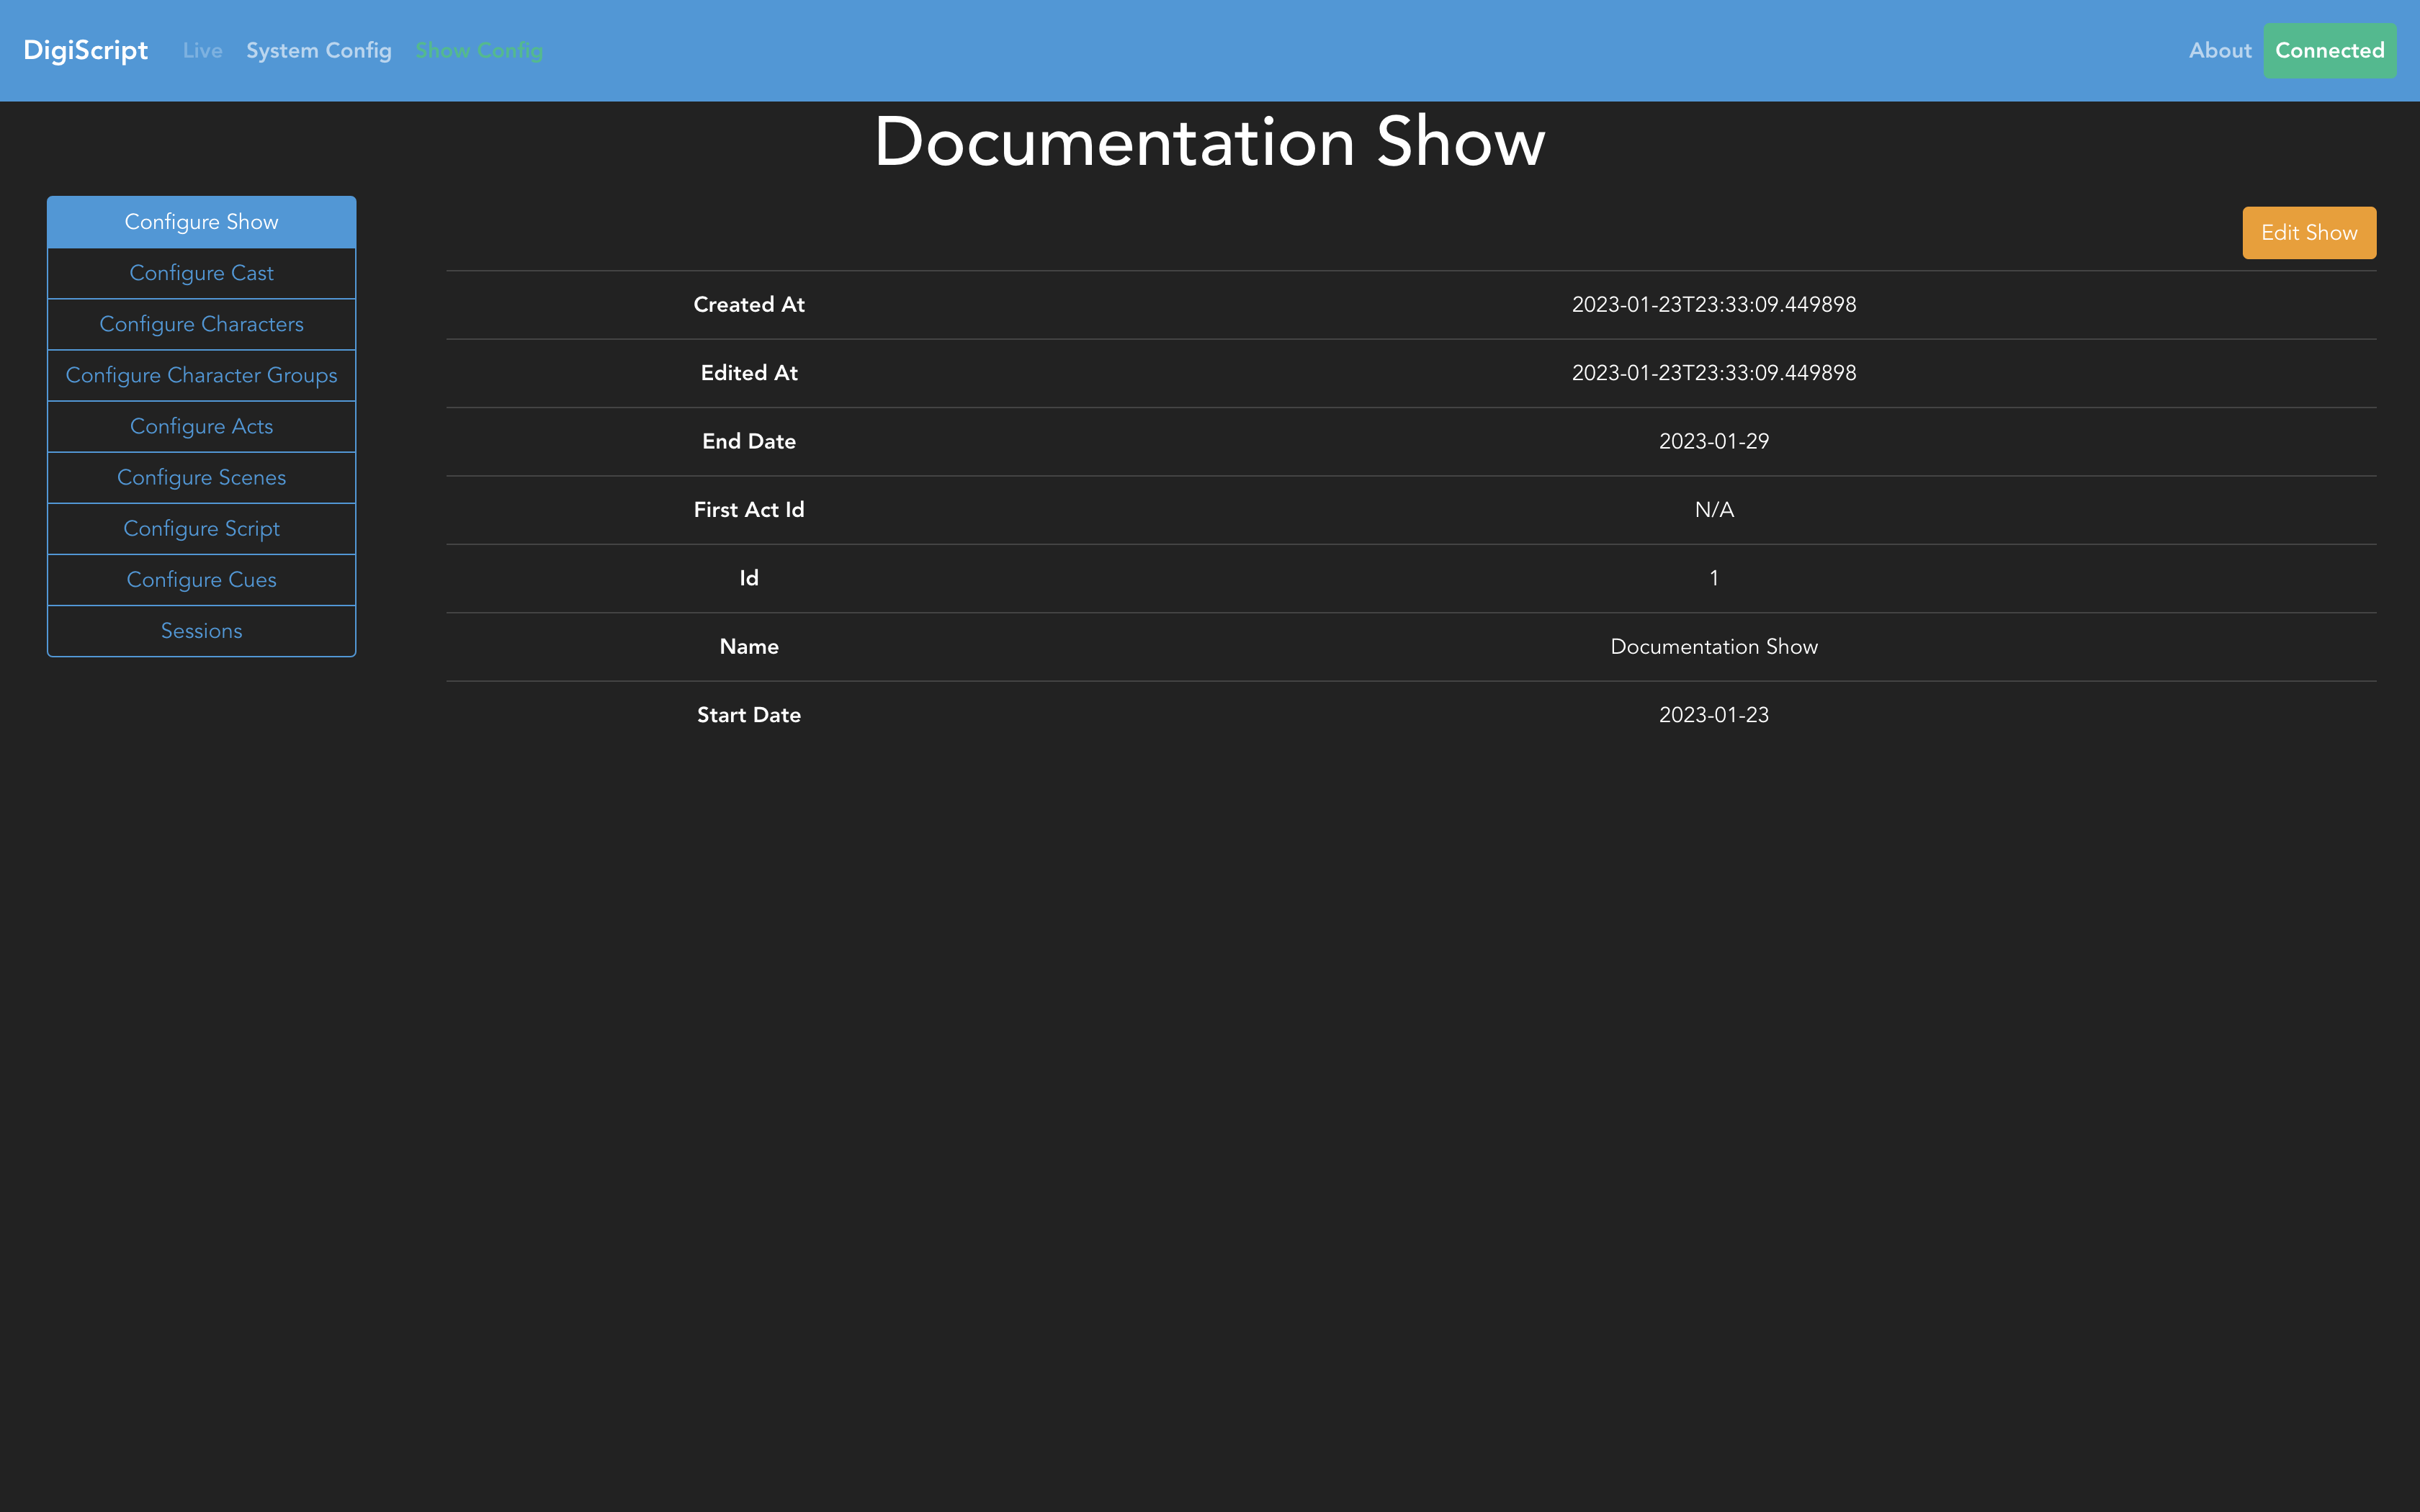 DigiScript Live System Config Show Config About Connected
Documentation Show
Configure Show
Configure Cast
Configure Characters
Configure Character Groups
Configure Acts
Configure Scenes
Configure Script
Configure Cues
Sessions
Edit Show
Created At 2023-01-23T23:33:09.449898
Edited At 2023-01-23T23:33:09.449898
End Date 2023-01-29
First Act Id N/A
Id 1
Name Documentation Show
Start Date 2023-01-23